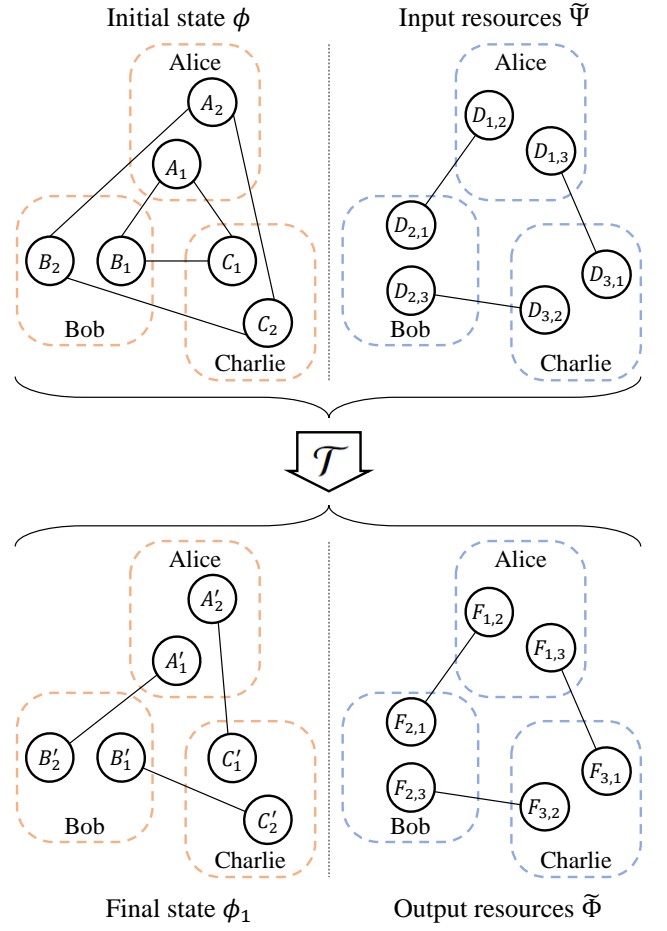 Initial state ϕ
Input resources Ψ̃
Alice
A₂
A₁
B₂
B₁
C₁
C₂
Bob
Charlie
Alice
D₁,₂
D₁,₃
D₂,₁
D₂,₃
D₃,₁
D₃,₂
Bob
Charlie
𝒯
Alice
A′₂
A′₁
B′₂
B′₁
C′₁
C′₂
Bob
Charlie
Alice
F₁,₂
F₁,₃
F₂,₁
F₂,₃
F₃,₁
F₃,₂
Bob
Charlie
Final state ϕ₁
Output resources Φ̃